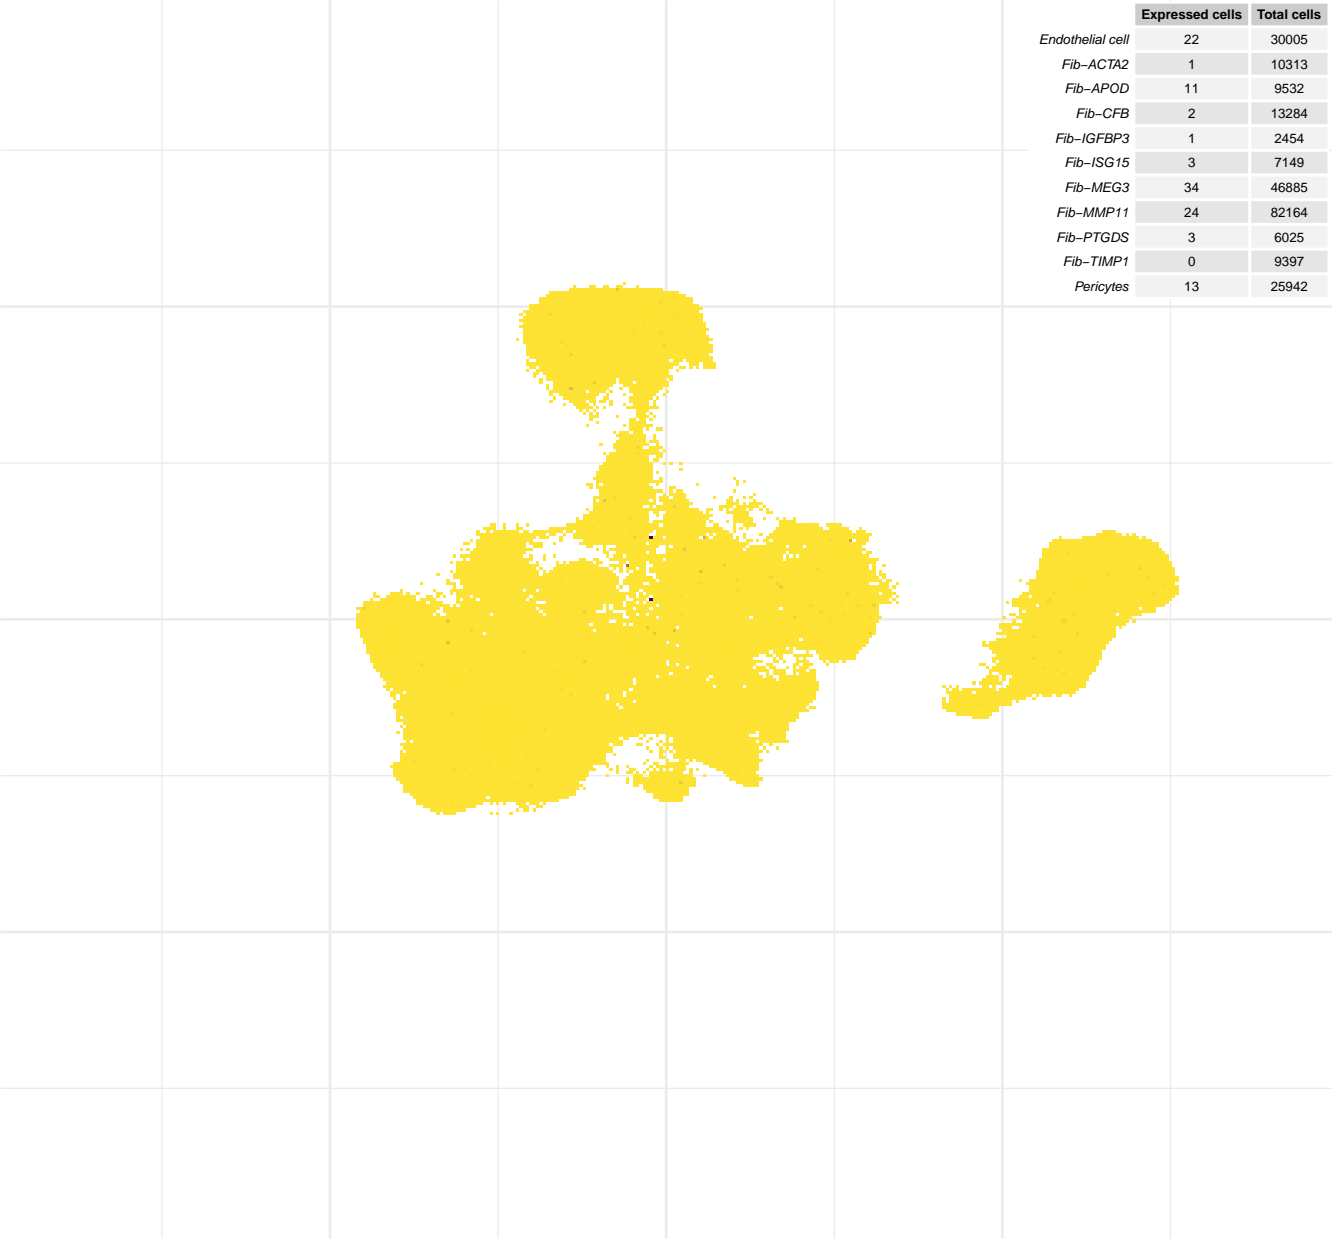 Expressed cells Total cells
Endothelial cell 22 30005
Fib−ACTA2 1 10313
Fib−APOD 11 9532
Fib−CFB 2 13284
Fib−IGFBP3 1 2454
Fib−ISG15 3 7149
Fib−MEG3 34 46885
Fib−MMP11 24 82164
Fib−PTGDS 3 6025
Fib−TIMP1 0 9397
Pericytes 13 25942